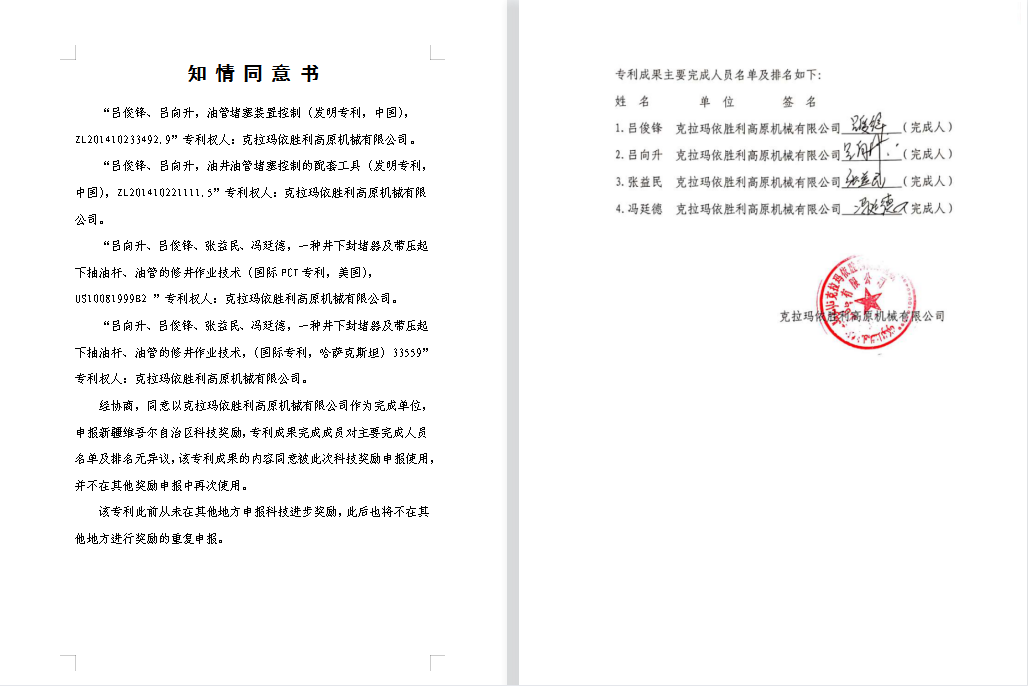 知情同意书
“吕俊锋、吕向升，油管堵塞装置控制（发明专利，中国），
ZL201410233492.9”专利权人：克拉玛依胜利高原机械有限公司。
“吕俊锋、吕向升，油井油管堵塞控制的配套工具（发明专利，
中国），ZL201410221111.5”专利权人：克拉玛依胜利高原机械有限
公司。
“吕向升、吕俊锋、张益民、冯廷德，一种井下封堵器及带压起
下抽油杆、油管的修井作业技术（国际 PCT 专利，美国），
US10081999B2 ”专利权人：克拉玛依胜利高原机械有限公司。
“吕向升、吕俊锋、张益民、冯廷德，一种井下封堵器及带压起
下抽油杆、油管的修井作业技术，（国际专利，哈萨克斯坦）33559”
专利权人：克拉玛依胜利高原机械有限公司。
经协商，同意以克拉玛依胜利高原机械有限公司作为完成单位，
申报新疆维吾尔自治区科技奖励，专利成果完成成员对主要完成人员
名单及排名无异议，该专利成果的内容同意被此次科技奖励申报使用，
并不在其他奖励申报中再次使用。
该专利此前从未在其他地方申报科技进步奖励，此后也将不在其
他地方进行奖励的重复申报。
专利成果主要完成人员名单及排名如下：
姓 名 单 位 签 名
1.吕俊锋 克拉玛依胜利高原机械有限公司 吕俊锋（完成人）
2.吕向升 克拉玛依胜利高原机械有限公司 吕向升（完成人）
3.张益民 克拉玛依胜利高原机械有限公司 张益民（完成人）
4.冯廷德 克拉玛依胜利高原机械有限公司 冯廷德（完成人）
克拉玛依胜利高原机械有限公司